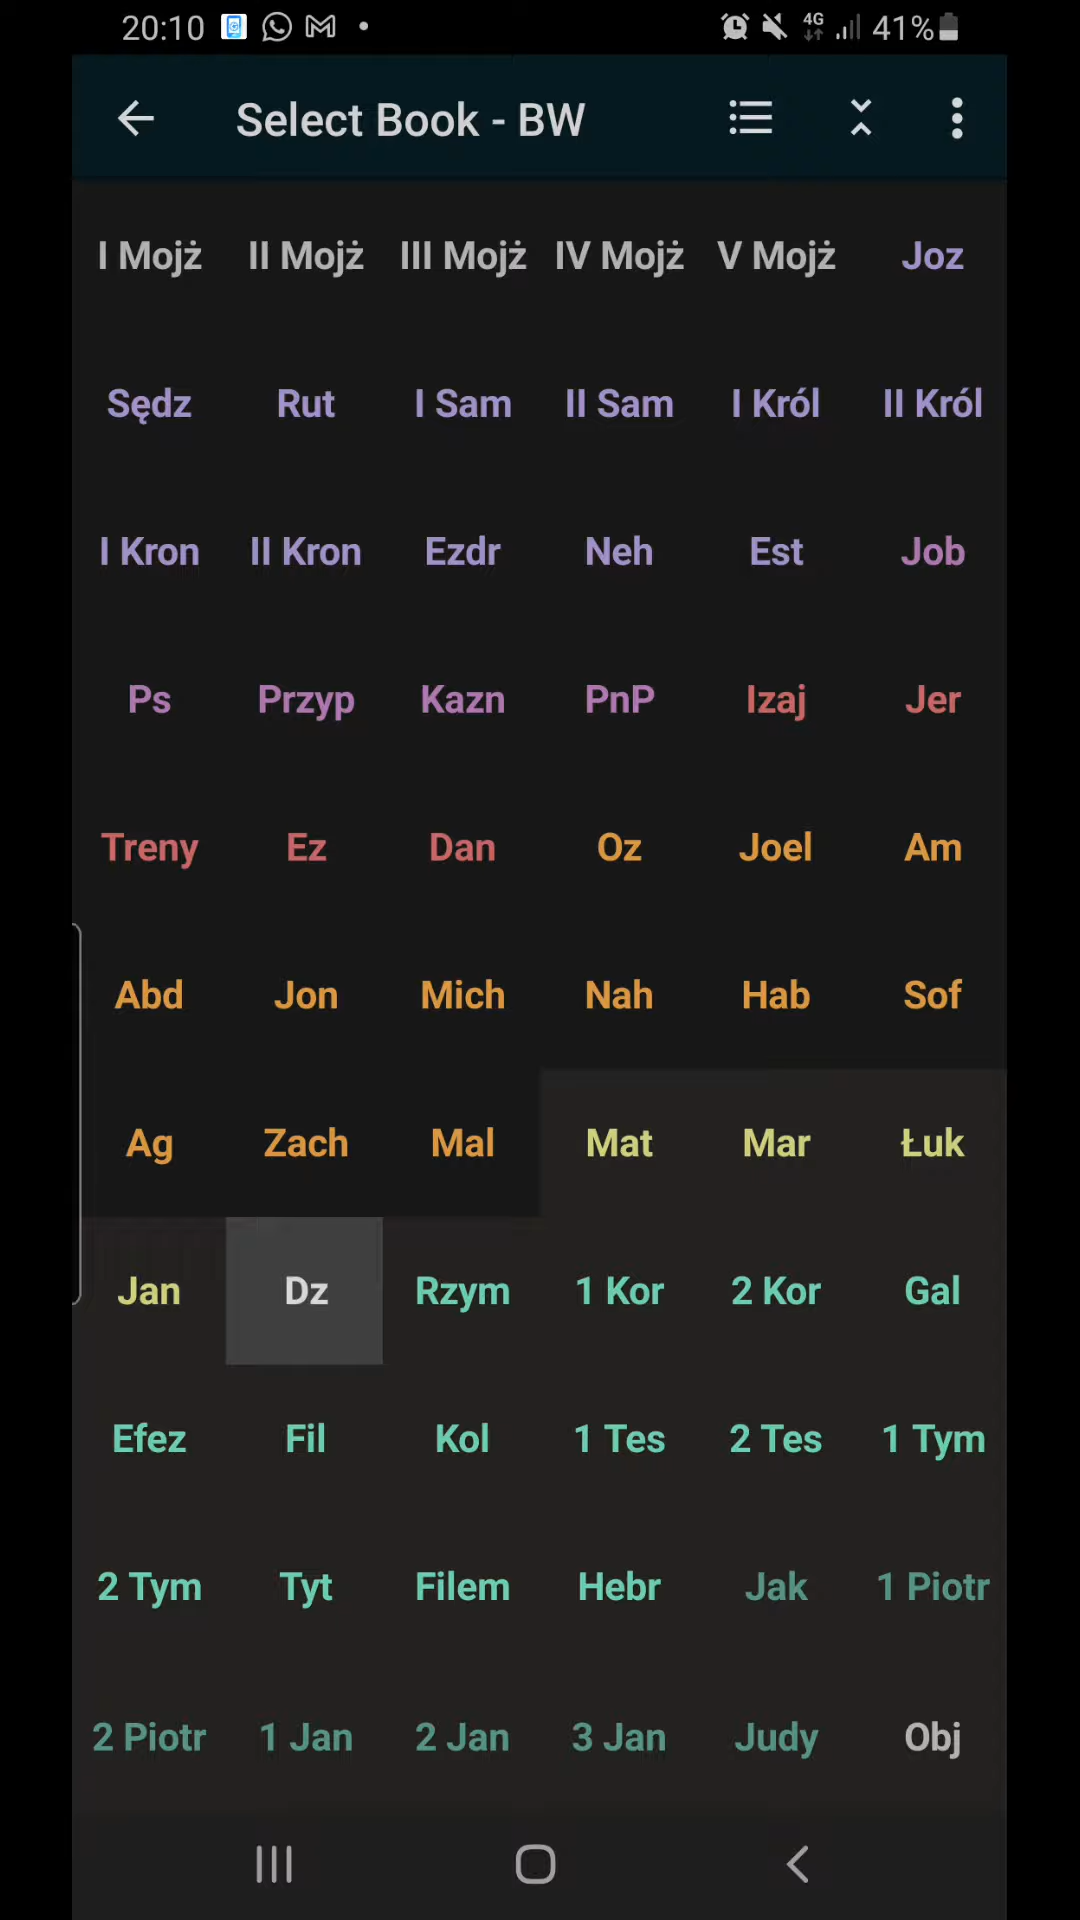 20:10 4G 41%
Select Book - BW
I Mojż II Mojż III Mojż IV Mojż V Mojż Joz
Sędz Rut I Sam II Sam I Król II Król
I Kron II Kron Ezdr Neh Est Job
Ps Przyp Kazn PnP Izaj Jer
Treny Ez Dan Oz Joel Am
Abd Jon Mich Nah Hab Sof
Ag Zach Mal Mat Mar Łuk
Jan Dz Rzym 1 Kor 2 Kor Gal
Efez Fil Kol 1 Tes 2 Tes 1 Tym
2 Tym Tyt Filem Hebr Jak 1 Piotr
2 Piotr 1 Jan 2 Jan 3 Jan Judy Obj